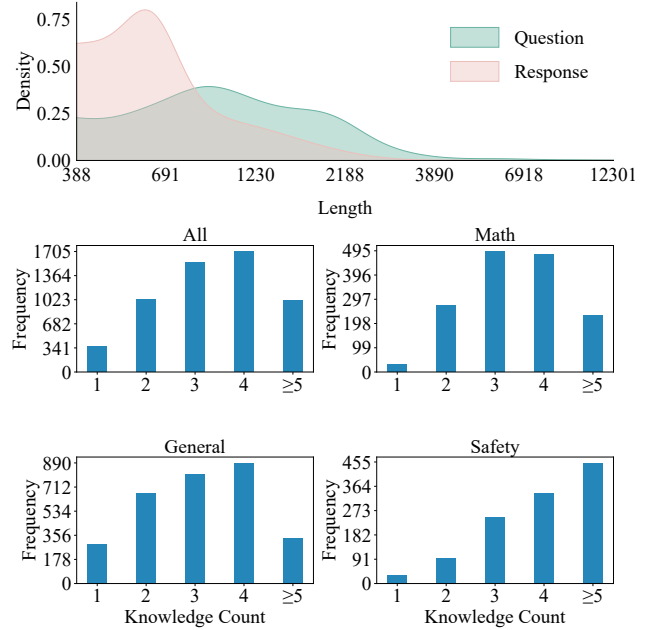 0.75
0.50
0.25
0.00
Density
Question
Response
388 691 1230 2188 3890 6918 12301
Length
All
1705
1364
1023
682
341
0
Frequency
1 2 3 4 ≥5
Math
495
396
297
198
99
0
Frequency
1 2 3 4 ≥5
General
890
712
534
356
178
0
Frequency
1 2 3 4 ≥5
Knowledge Count
Safety
455
364
273
182
91
0
Frequency
1 2 3 4 ≥5
Knowledge Count